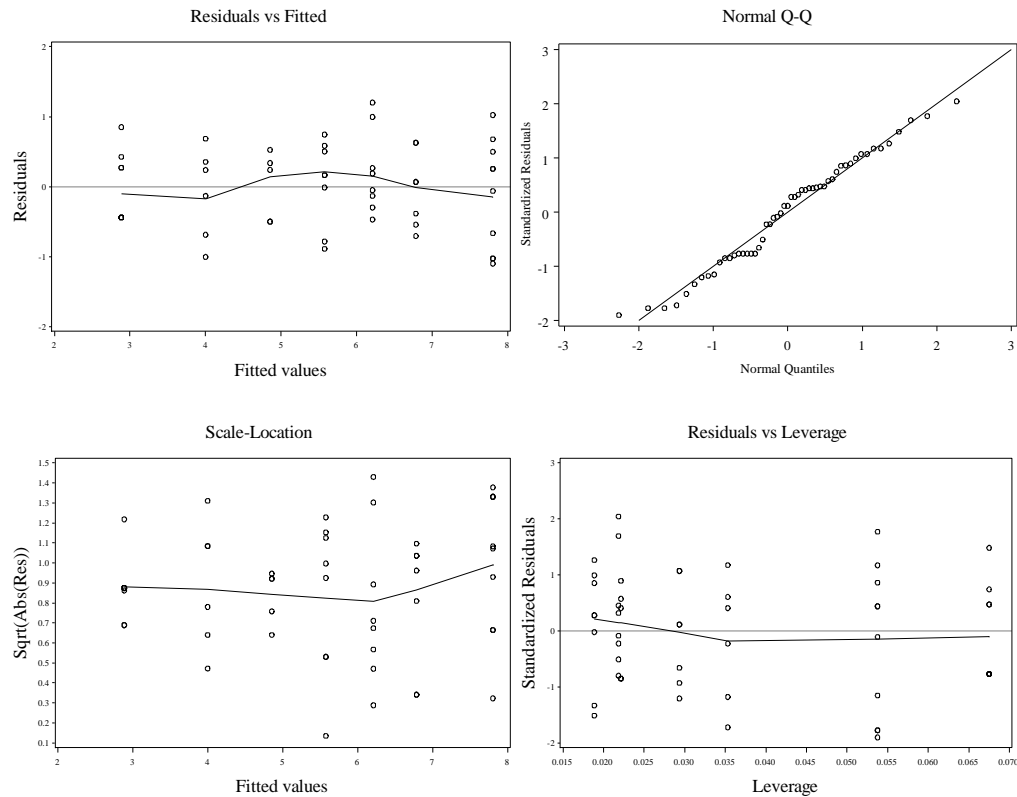 Residuals vs Fitted
Residuals
2
1
0
-1
-2
2 3 4 5 6 7 8
Fitted values
Normal Q-Q
Standardized Residuals
3
2
1
0
-1
-2
-3 -2 -1 0 1 2 3
Normal Quantiles
Scale-Location
Sqrt(Abs(Res))
1.5
1.4
1.3
1.2
1.1
1.0
0.9
0.8
0.7
0.6
0.5
0.4
0.3
0.2
0.1
2 3 4 5 6 7 8
Fitted values
Residuals vs Leverage
Standardized Residuals
3
2
1
0
-1
-2
0.015 0.020 0.025 0.030 0.035 0.040 0.045 0.050 0.055 0.060 0.065 0.070
Leverage